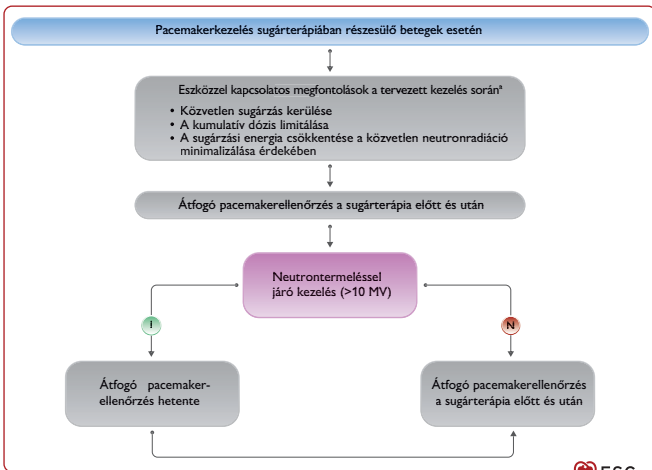 Pacemakerkezelés sugárterápiában részesülő betegek esetén
Eszközzel kapcsolatos megfontolások a tervezett kezelés során^a
• Közvetlen sugárzás kerülése
• A kumulatív dózis limitálása
• A sugárzási energia csökkentése a közvetlen neutronradiáció
minimalizálása érdekében
Átfogó pacemakerellenőrzés a sugárterápia előtt és után
Neutrontermeléssel
járó kezelés (>10 MV)
I
N
Átfogó pacemaker-
ellenőrzés hetente
Átfogó pacemakerellenőrzés
a sugárterápia előtt és után